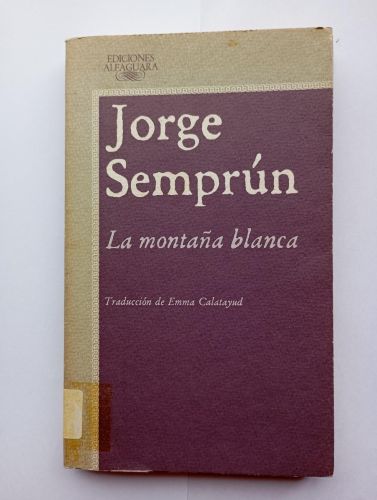 EDICIONES
ALFAGUARA
Jorge
Semprún
La montaña blanca
Traducción de Emma Calatayud